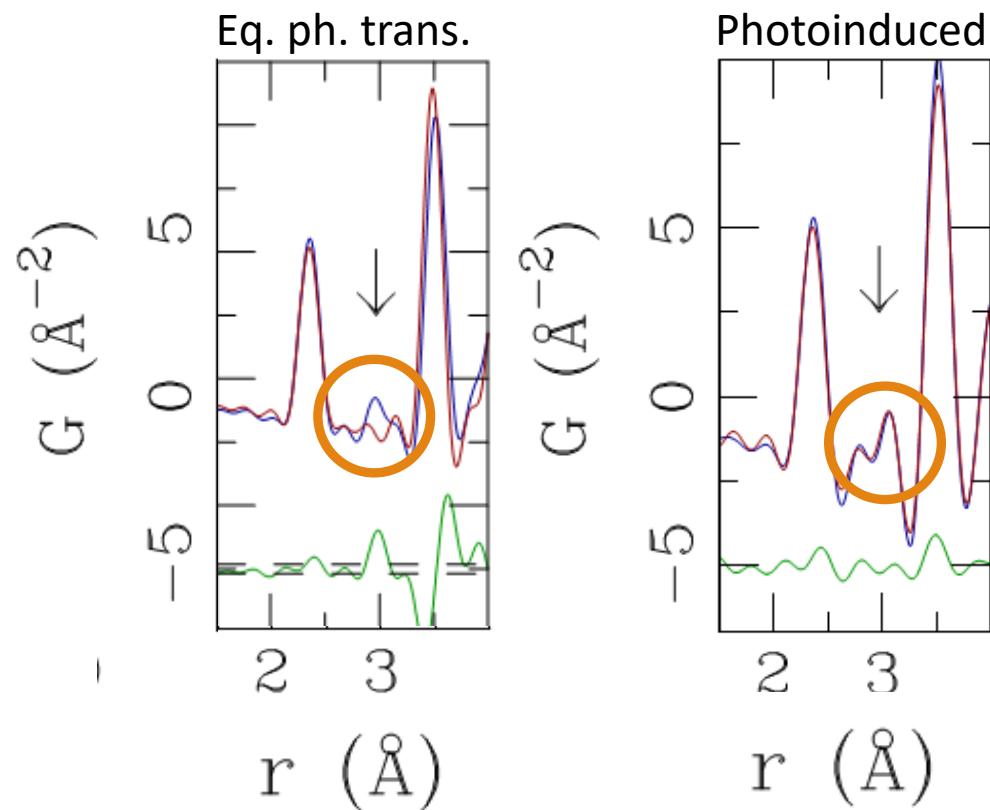 Eq. ph. trans.
G (Å⁻²)
5
0
−5
2 3
r (Å)
)
Photoinduced
G (Å⁻²)
5
0
−5
2 3
r (Å)